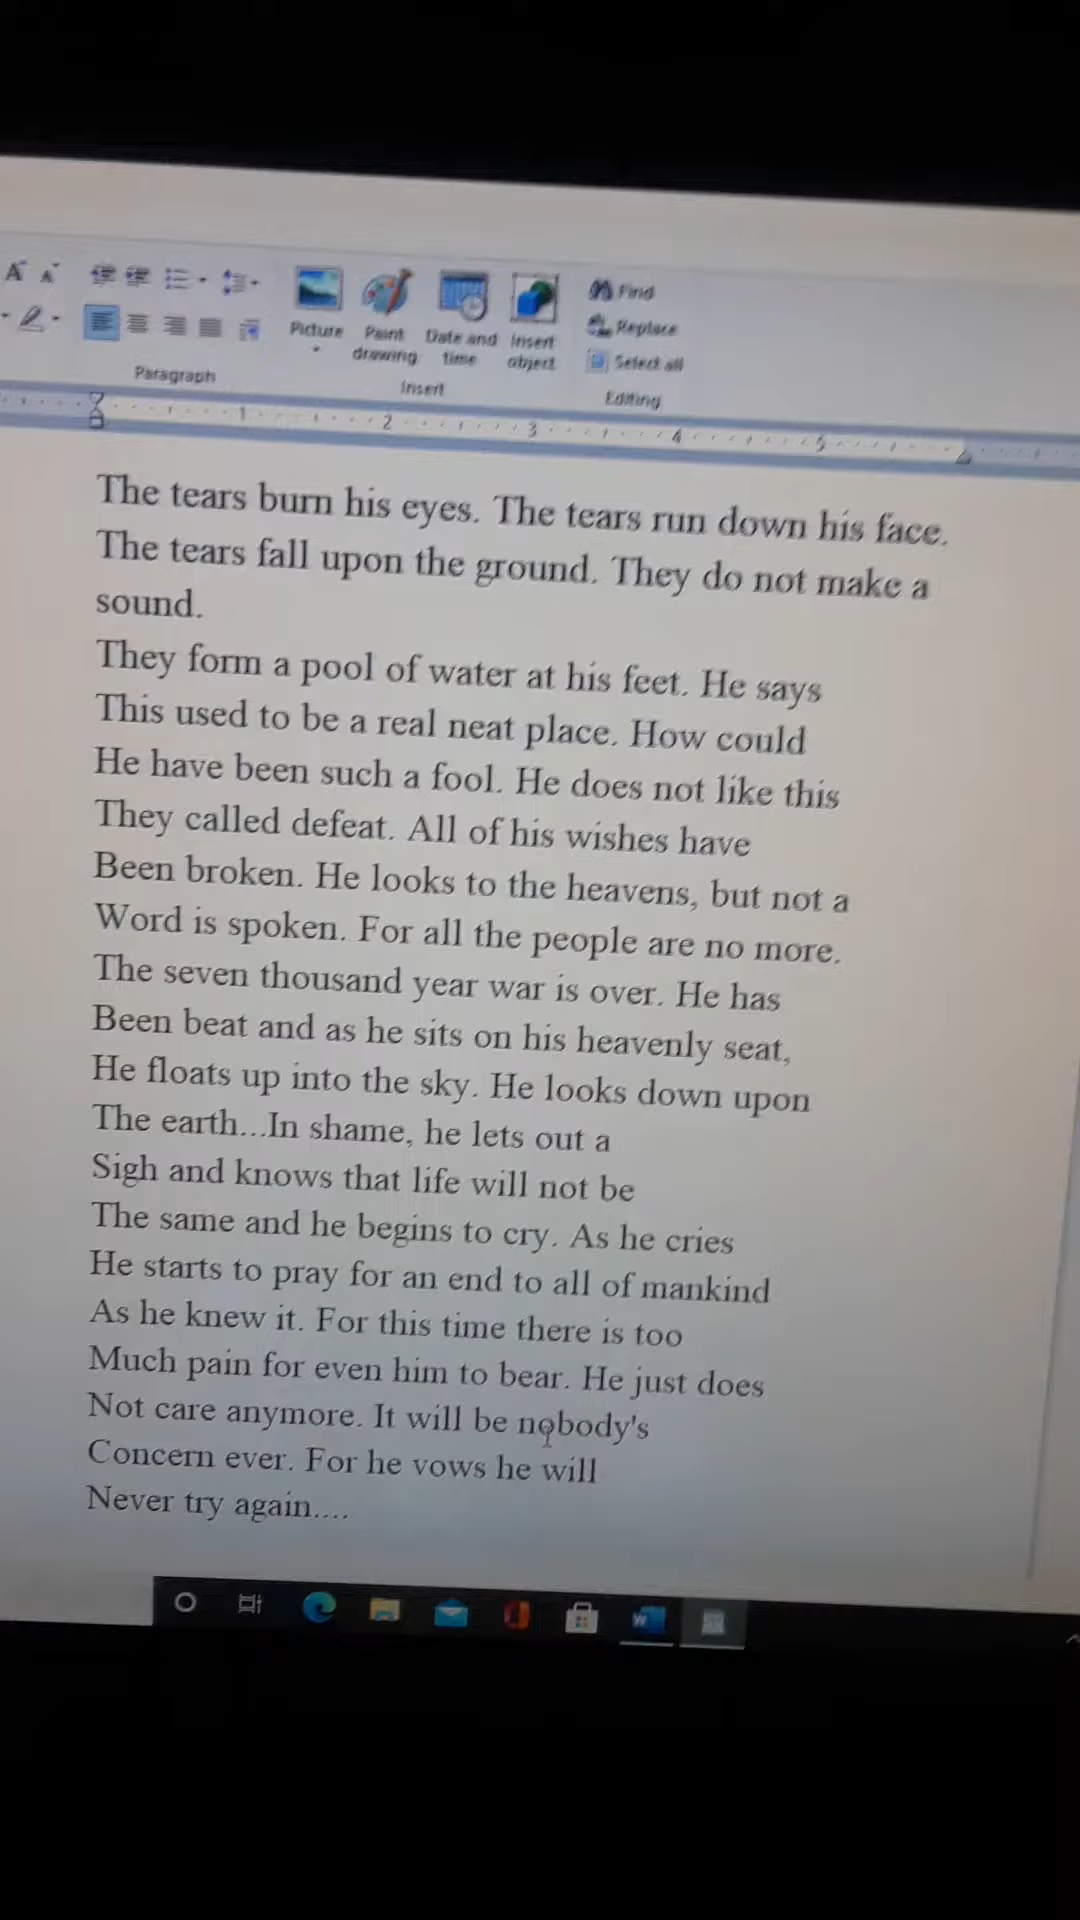 Find
Replace
Select all
Picture
Paint drawing
Date and time
Insert object
Paragraph
Insert
Editing
1 2 3 4 5
The tears burn his eyes. The tears run down his face.
The tears fall upon the ground. They do not make a
sound.
They form a pool of water at his feet. He says
This used to be a real neat place. How could
He have been such a fool. He does not like this
They called defeat. All of his wishes have
Been broken. He looks to the heavens, but not a
Word is spoken. For all the people are no more.
The seven thousand year war is over. He has
Been beat and as he sits on his heavenly seat,
He floats up into the sky. He looks down upon
The earth...In shame, he lets out a
Sigh and knows that life will not be
The same and he begins to cry. As he cries
He starts to pray for an end to all of mankind
As he knew it. For this time there is too
Much pain for even him to bear. He just does
Not care anymore. It will be nobody's
Concern ever. For he vows he will
Never try again....